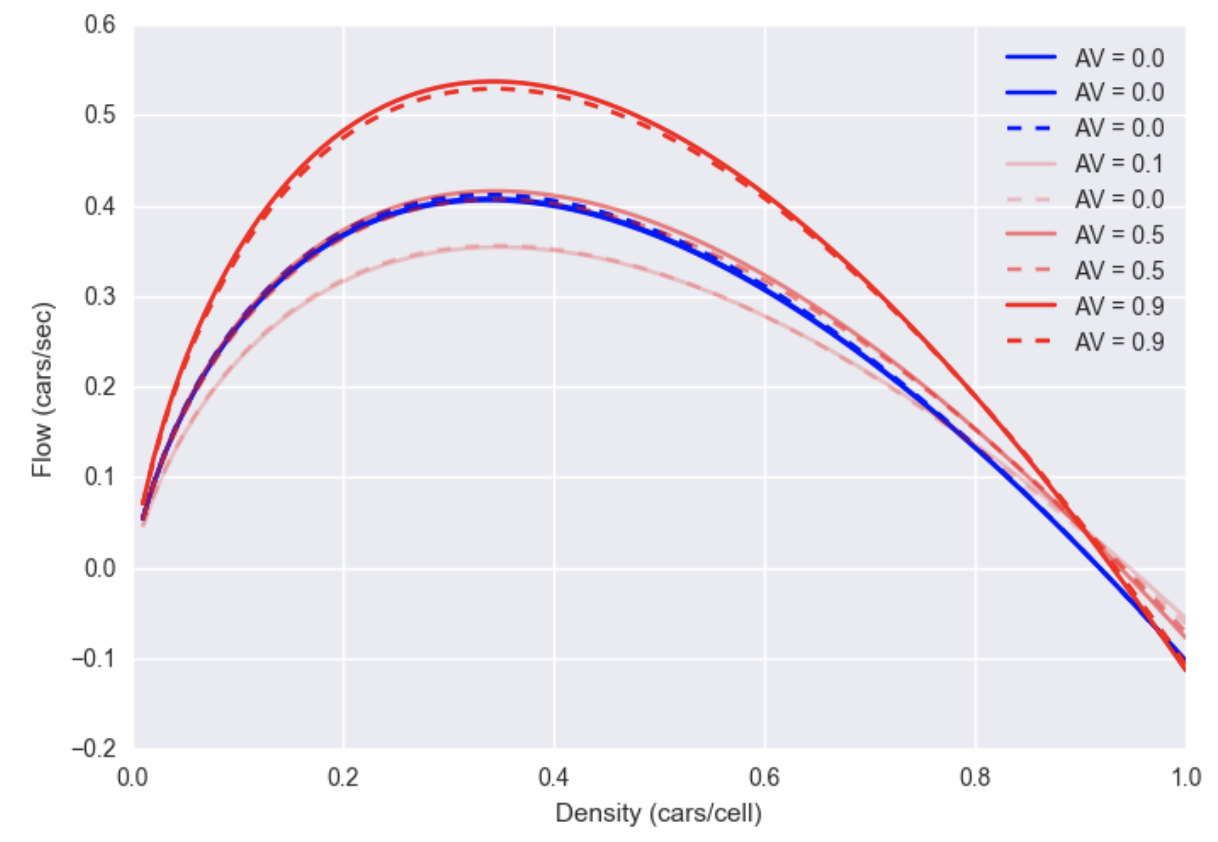 0.6
0.5
0.4
0.3
0.2
0.1
0.0
−0.1
−0.2
Flow (cars/sec)
AV = 0.0
AV = 0.0
AV = 0.0
AV = 0.1
AV = 0.0
AV = 0.5
AV = 0.5
AV = 0.9
AV = 0.9
0.0 0.2 0.4 0.6 0.8 1.0
Density (cars/cell)